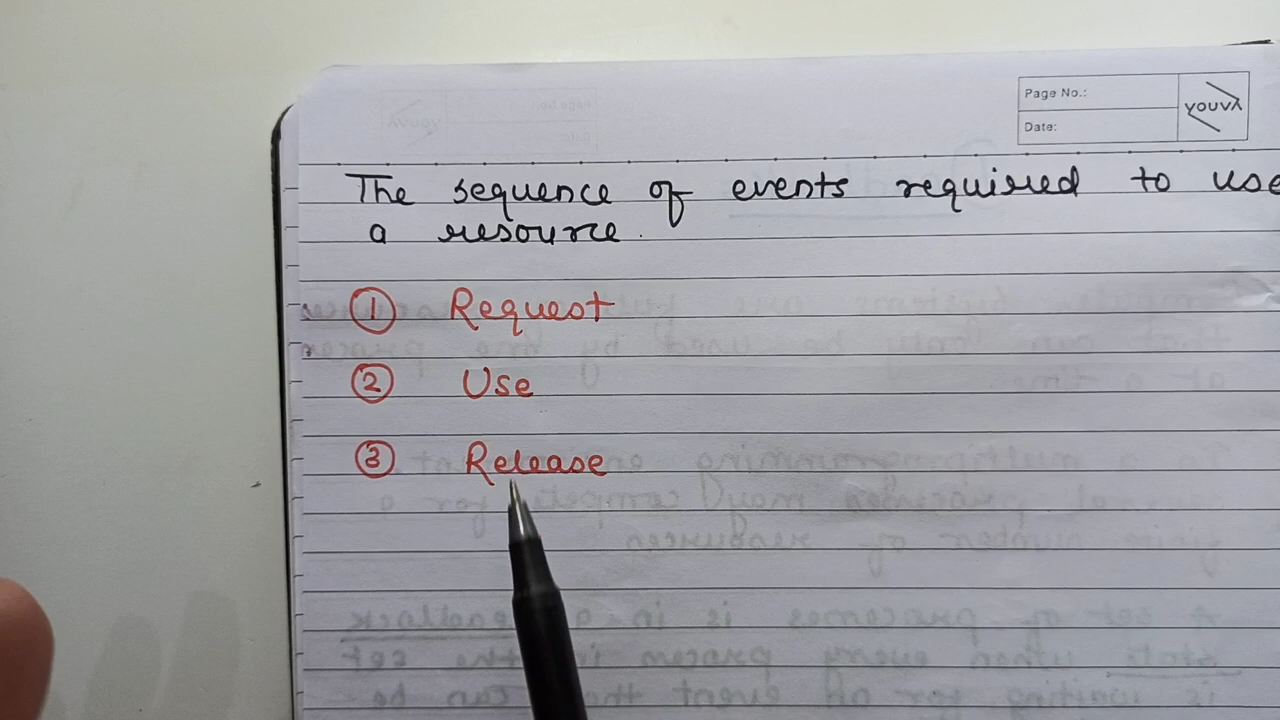 Page No.:
Date:
YOUVA
The sequence of events required to use
a resource.
1 Request
2 Use
3 Release